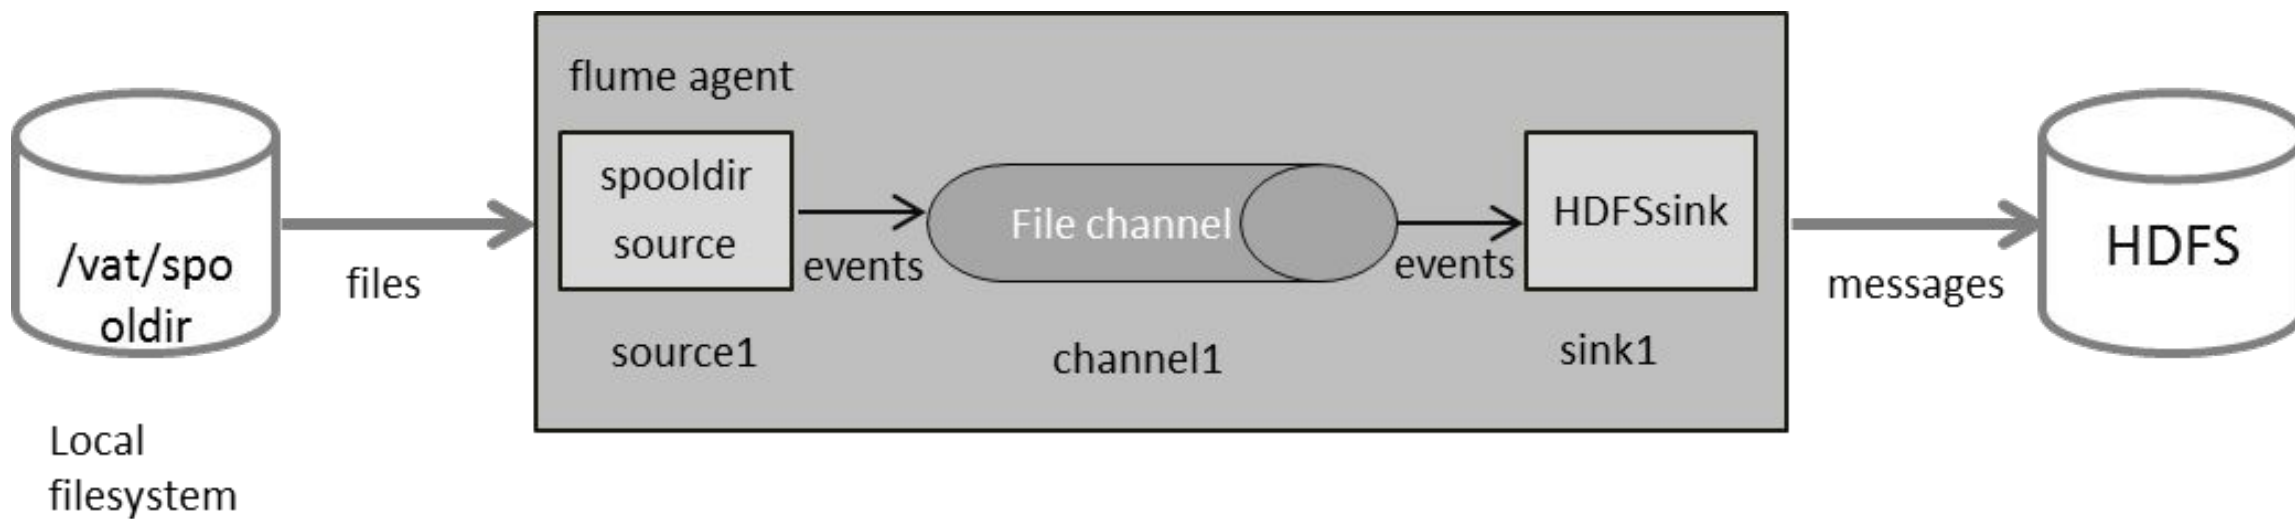 flume agent
/vat/spo
oldir
Local
filesystem
files
spooldir
source
source1
events
File channel
channel1
events
HDFSsink
sink1
messages
HDFS